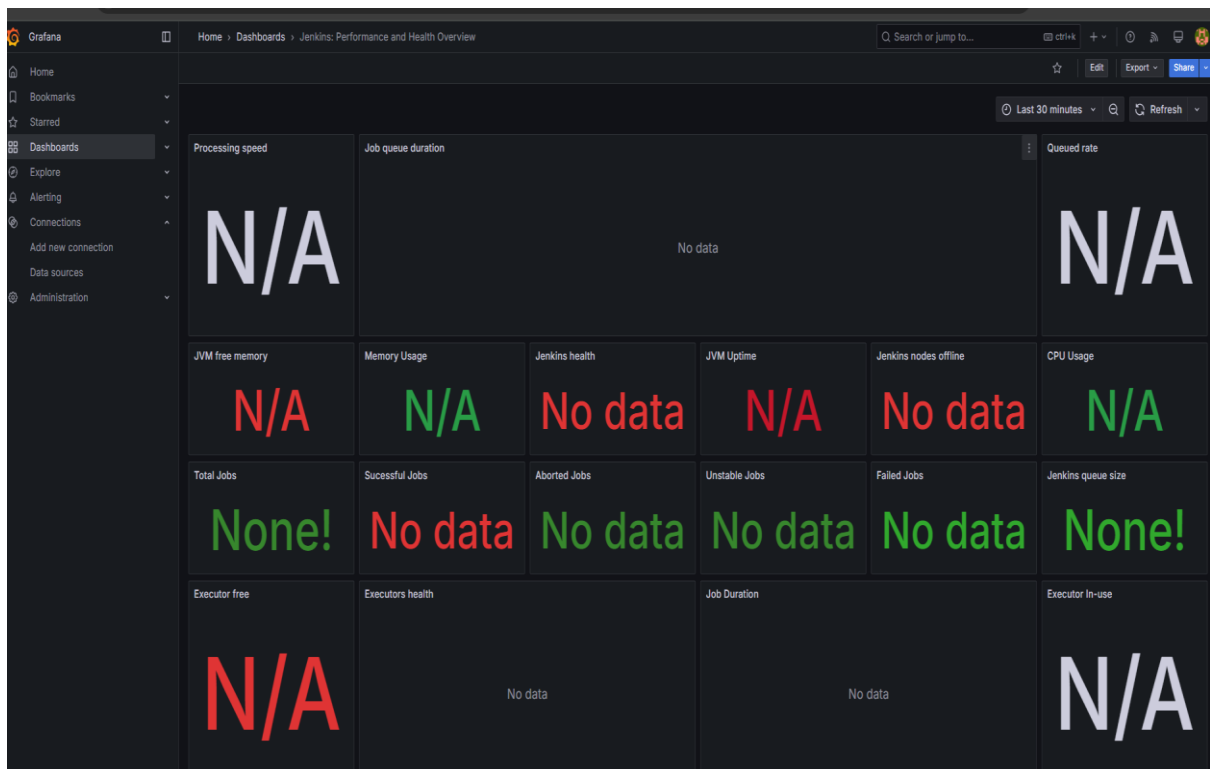 Grafana
Home › Dashboards › Jenkins: Performance and Health Overview
Search or jump to...
ctrl+k
Home
Bookmarks
Starred
Dashboards
Explore
Alerting
Connections
Add new connection
Data sources
Administration
Edit
Export
Share
Last 30 minutes
Refresh
Processing speed
N/A
Job queue duration
No data
Queued rate
N/A
JVM free memory
N/A
Memory Usage
N/A
Jenkins health
No data
JVM Uptime
N/A
Jenkins nodes offline
No data
CPU Usage
N/A
Total Jobs
None!
Sucessful Jobs
No data
Aborted Jobs
No data
Unstable Jobs
No data
Failed Jobs
No data
Jenkins queue size
None!
Executor free
N/A
Executors health
No data
Job Duration
No data
Executor In-use
N/A